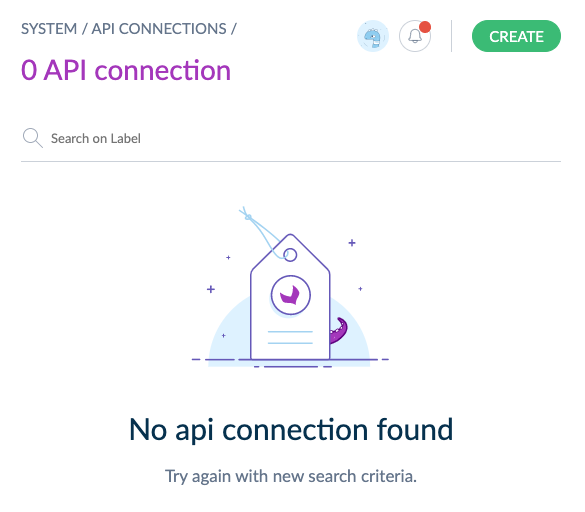 SYSTEM / API CONNECTIONS /
CREATE
0 API connection
Search on Label
No api connection found
Try again with new search criteria.